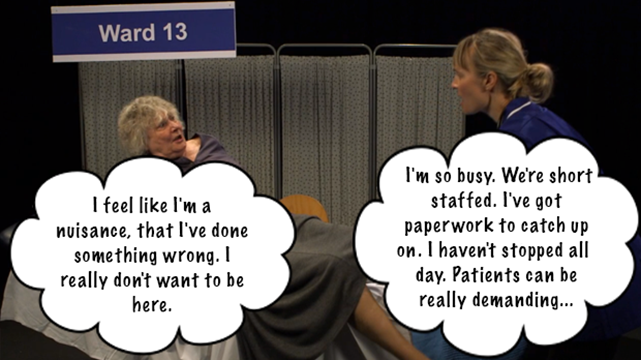 Ward 13
I feel like I'm a
nuisance, that I've done
something wrong. I
really don't want to be
here.
I'm so busy. We're short
staffed. I've got
paperwork to catch up
on. I haven't stopped all
day. Patients can be
really demanding...